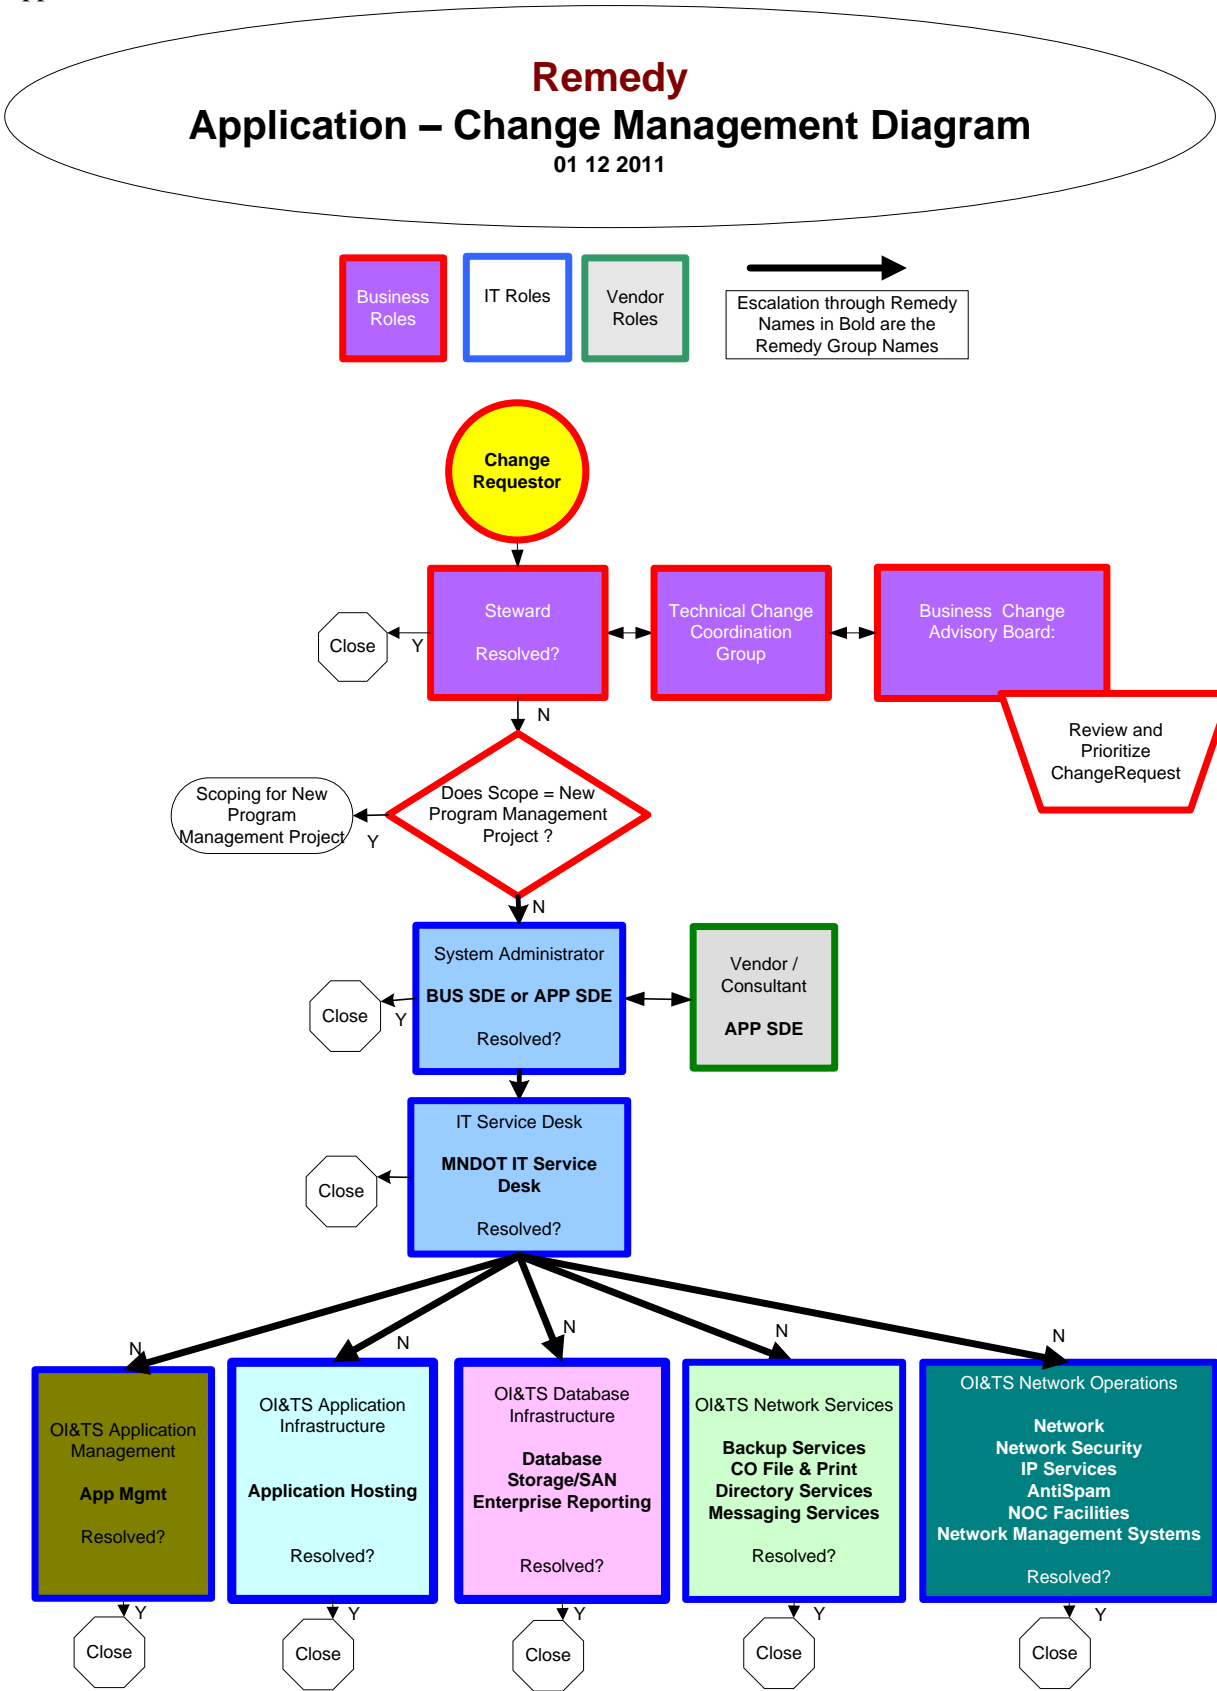 Remedy
Application – Change Management Diagram
01 12 2011
Business
Roles
IT Roles
Vendor
Roles
Escalation through Remedy
Names in Bold are the
Remedy Group Names
Change
Requestor
Steward
Resolved?
Technical Change
Coordination
Group
Business  Change
Advisory Board:
Close
Y
N
Review and
Prioritize
ChangeRequest
Does Scope = New
Program Management
Project ?
Scoping for New
Program
Management Project
Y
N
System Administrator
BUS SDE or APP SDE
Resolved?
Vendor /
Consultant
APP SDE
Close
Y
IT Service Desk
MNDOT IT Service
Desk
Resolved?
Close
N
N
N
N
N
OI&TS Application
Management
App Mgmt
Resolved?
OI&TS Application
Infrastructure
Application Hosting
Resolved?
OI&TS Database
Infrastructure
Database
Storage/SAN
Enterprise Reporting
Resolved?
OI&TS Network Services
Backup Services
CO File & Print
Directory Services
Messaging Services
Resolved?
OI&TS Network Operations
Network
Network Security
IP Services
AntiSpam
NOC Facilities
Network Management Systems
Resolved?
Y
Y
Y
Y
Y
Close
Close
Close
Close
Close